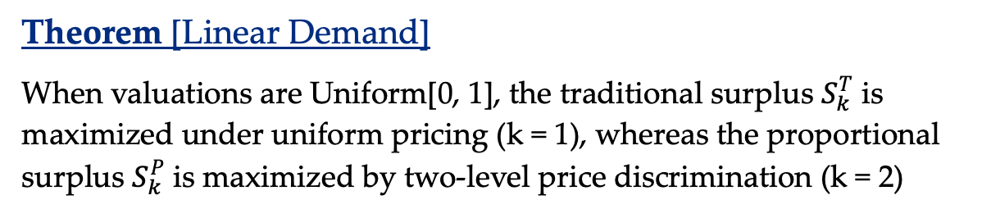 Theorem [Linear Demand]
When valuations are Uniform[0, 1], the traditional surplus $S_k^T$ is
maximized under uniform pricing (k = 1), whereas the proportional
surplus $S_k^P$ is maximized by two-level price discrimination (k = 2)